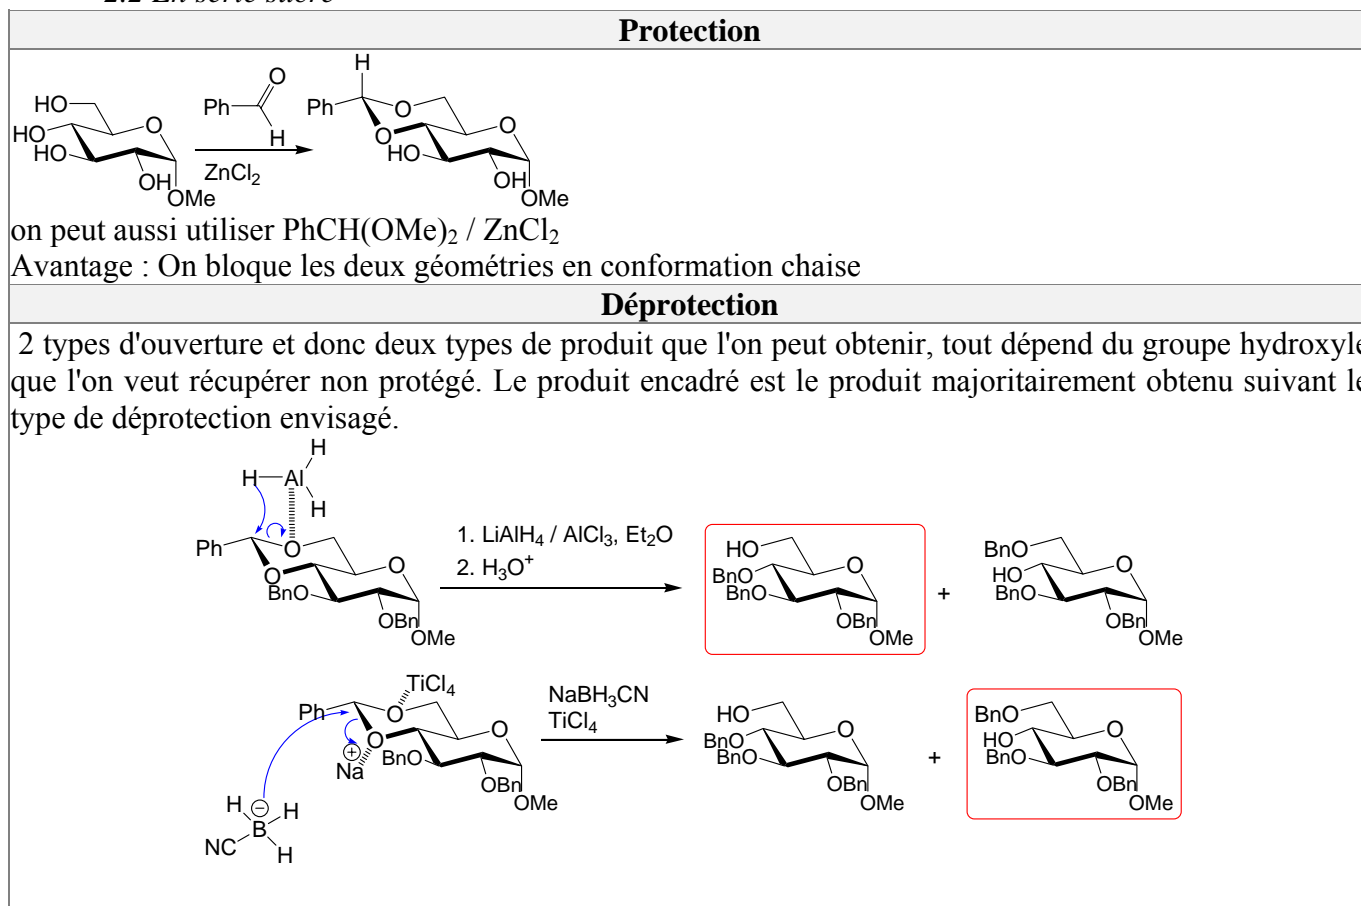 2.2 En série sucre
Protection
H
O
Ph
H
ZnCl2
HO
HO
HO
O
OH
OMe
H
Ph
O
O
O
HO
OH
OMe
on peut aussi utiliser PhCH(OMe)2 / ZnCl2
Avantage : On bloque les deux géométries en conformation chaise
Déprotection
2 types d'ouverture et donc deux types de produit que l'on peut obtenir, tout dépend du groupe hydroxyle
que l'on veut récupérer non protégé. Le produit encadré est le produit majoritairement obtenu suivant le
type de déprotection envisagé.
H
H Al
H
Ph
O
O
O
BnO
OBn
OMe
1. LiAlH4 / AlCl3, Et2O
2. H3O+
HO
BnO
BnO
O
OBn
OMe
+
BnO
HO
BnO
O
OBn
OMe
TiCl4
Ph
O
O
O
+
Na
BnO
OBn
OMe
H
−
H
B
NC
H
NaBH3CN
TiCl4
HO
BnO
BnO
O
OBn
OMe
+
BnO
HO
BnO
O
OBn
OMe